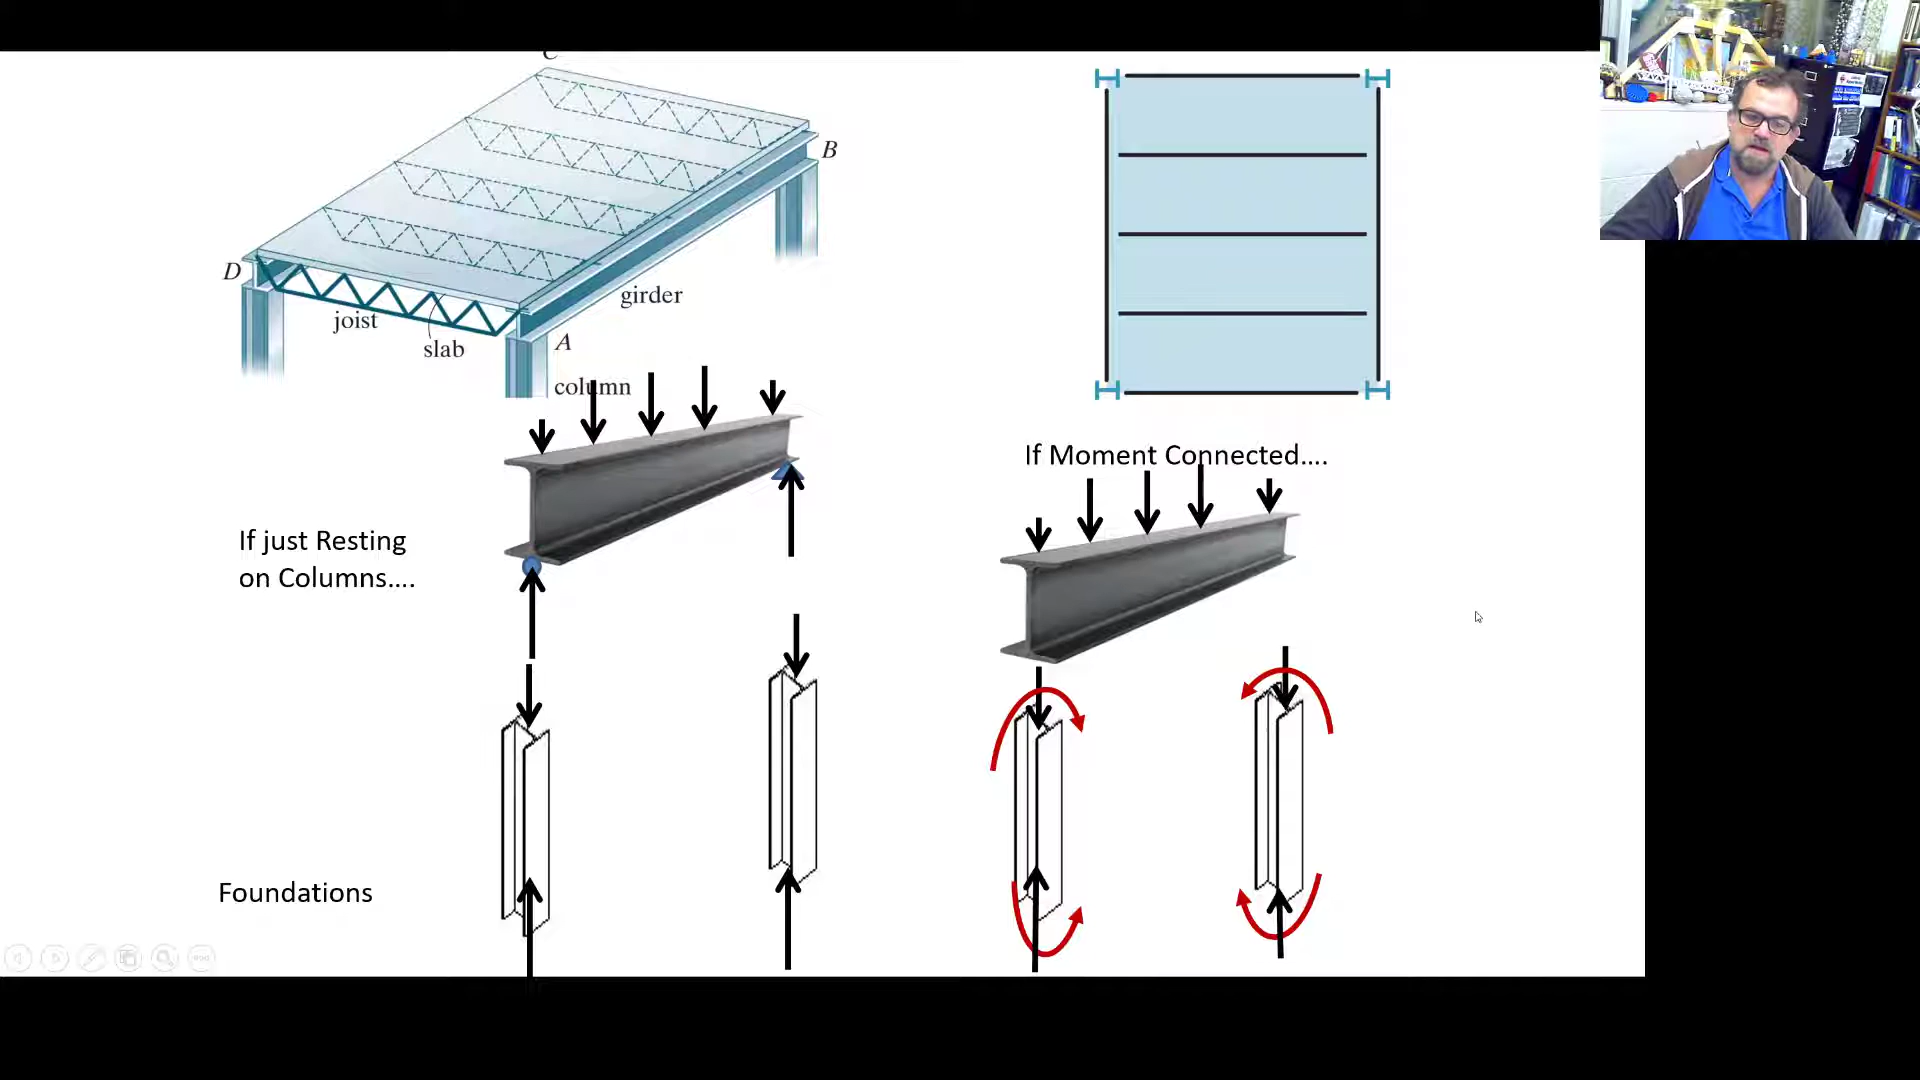 C
B
D
girder
joist
A
slab
column
If Moment Connected....
If just Resting
on Columns....
Foundations